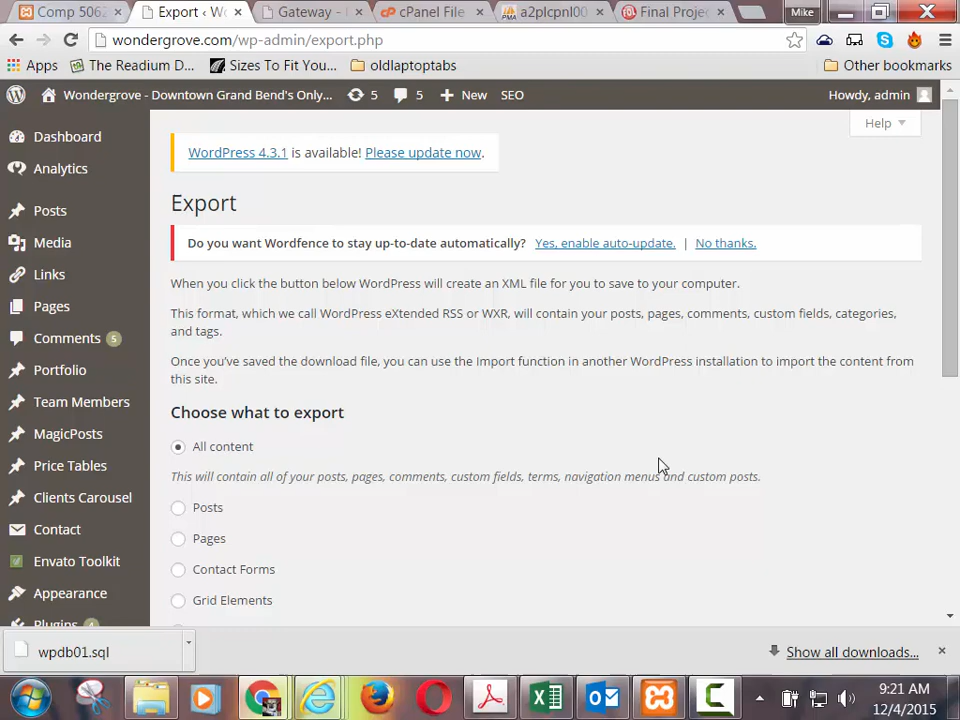 Comp 5062
Export ‹ Wo
Gateway -
cPanel File
a2plcpnl00
Final Proje
Mike
wondergrove.com/wp-admin/export.php
Apps
The Readium D...
Sizes To Fit You...
oldlaptoptabs
Other bookmarks
Wondergrove - Downtown Grand Bend's Only...
5
5
New
SEO
Howdy, admin
Help
Dashboard
Analytics
Posts
Media
Links
Pages
Comments 5
Portfolio
Team Members
MagicPosts
Price Tables
Clients Carousel
Contact
Envato Toolkit
Appearance
Plugins 4
WordPress 4.3.1 is available! Please update now.
Export
Do you want Wordfence to stay up-to-date automatically? Yes, enable auto-update. | No thanks.
When you click the button below WordPress will create an XML file for you to save to your computer.
This format, which we call WordPress eXtended RSS or WXR, will contain your posts, pages, comments, custom fields, categories,
and tags.
Once you've saved the download file, you can use the Import function in another WordPress installation to import the content from
this site.
Choose what to export
All content
This will contain all of your posts, pages, comments, custom fields, terms, navigation menus and custom posts.
Posts
Pages
Contact Forms
Grid Elements
wpdb01.sql
Show all downloads...
9:21 AM
12/4/2015